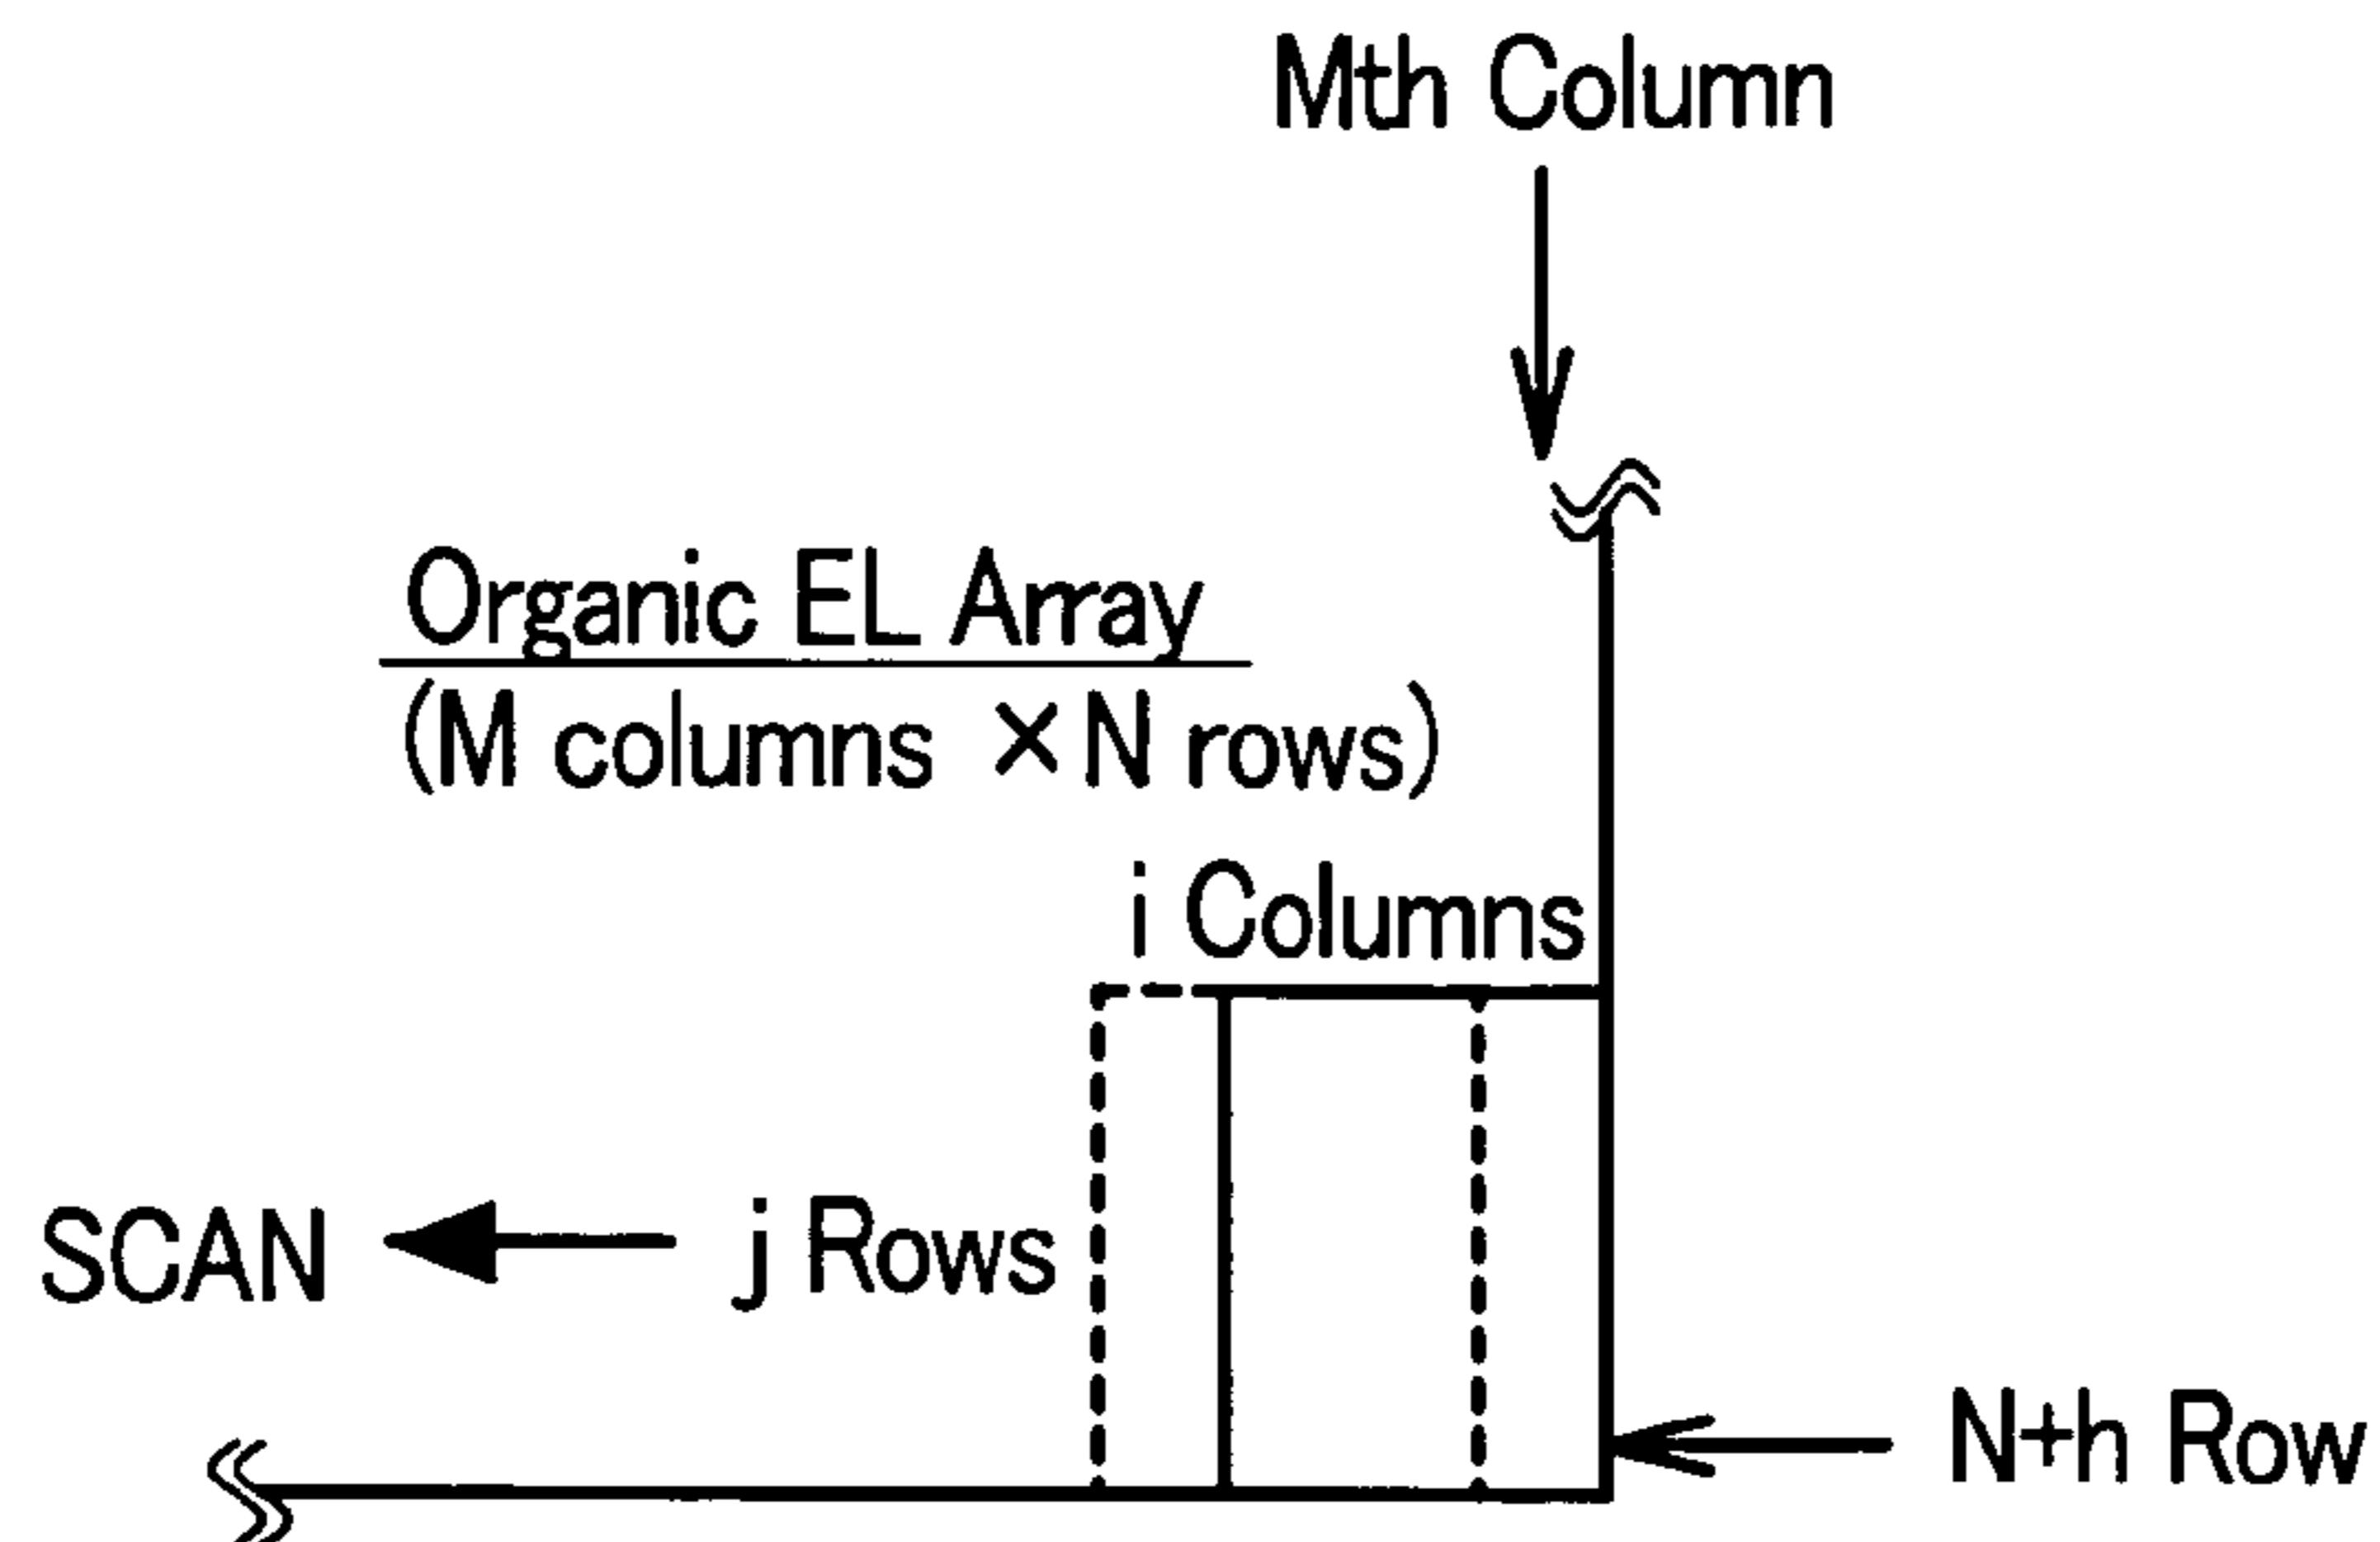 Mth Column
Organic EL Array
(M columns × N rows)
i Columns
SCAN
j Rows
N+h Row